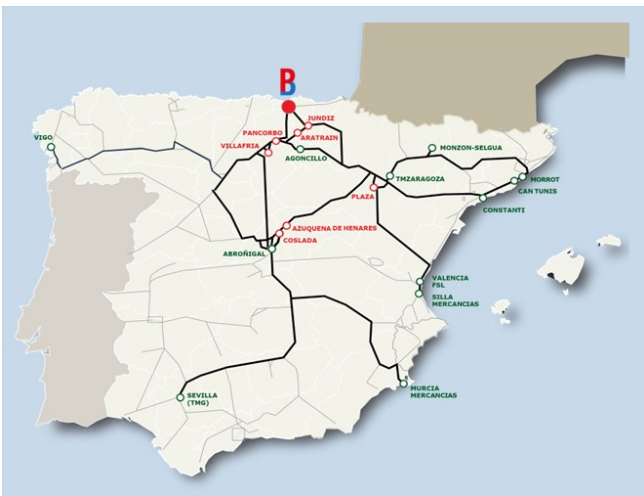 B
JUNDIZ
PANCORBO
ARATRAIN
VILLAFRIA
AGONCILLO
VIGO
MONZON-SELGUA
TMZARAGOZA
MORROT
CAN TUNIS
PLAZA
CONSTANTI
AZUQUENA DE HENARES
COSLADA
ABROÑIGAL
VALENCIA
FSL
SILLA
MERCANCIAS
SEVILLA
(TMG)
MURCIA
MERCANCIAS